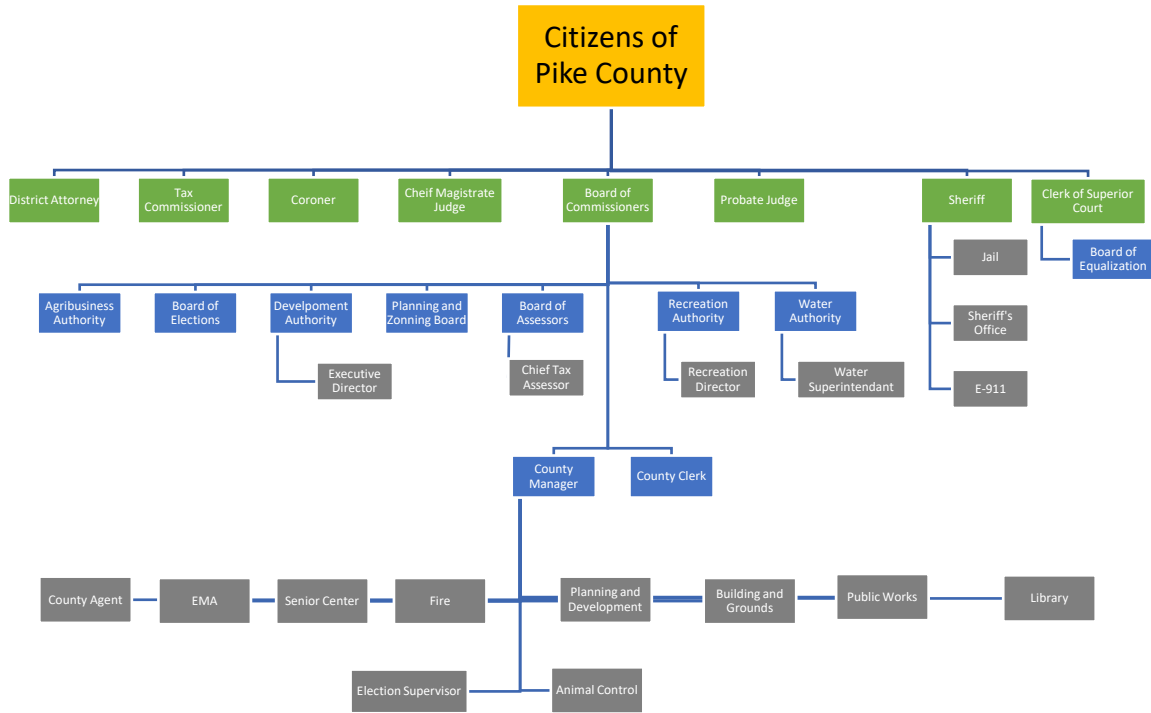 Citizens of
Pike County
District Attorney
Tax
Commissioner
Coroner
Cheif Magistrate
Judge
Board of
Commissioners
Probate Judge
Sheriff
Clerk of Superior
Court
Jail
Board of
Equalization
Agribusiness
Authority
Board of
Elections
Develpoment
Authority
Planning and
Zonning Board
Board of
Assessors
Recreation
Authority
Water
Authority
Sheriff's
Office
Executive
Director
Chief Tax
Assessor
Recreation
Director
Water
Superintendant
E-911
County
Manager
County Clerk
County Agent
EMA
Senior Center
Fire
Planning and
Development
Building and
Grounds
Public Works
Library
Election Supervisor
Animal Control